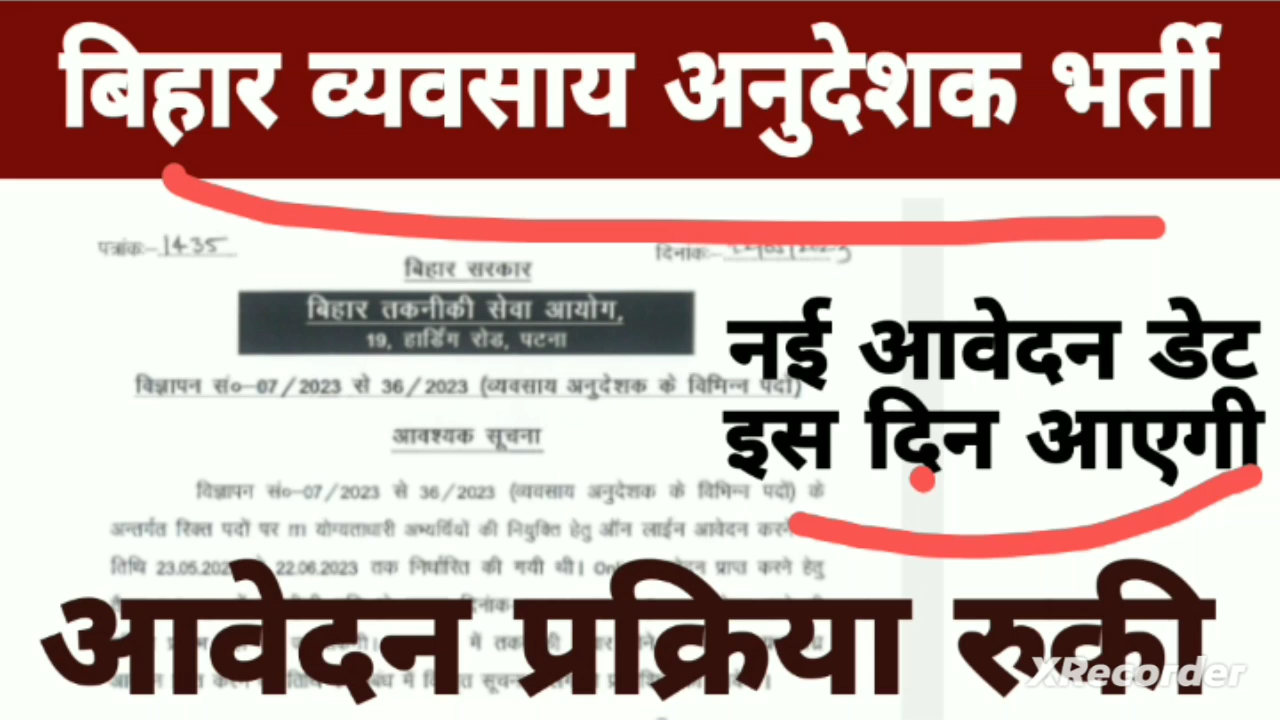 बिहार व्यवसाय अनुदेशक भर्ती
पत्रांकः– 1435
दिनांकः–
बिहार सरकार
बिहार तकनीकी सेवा आयोग,
19, हार्डिंग रोड, पटना
विज्ञापन सं०–07/2023 से 36/2023 (व्यवसाय अनुदेशक के विभिन्न पदों)
नई आवेदन डेट
इस दिन आएगी
आवश्यक सूचना
विज्ञापन सं०–07/2023 से 36/2023 (व्यवसाय अनुदेशक के विभिन्न पदों) के
अन्तर्गत रिक्त पदों पर m योग्यताधारी अभ्यर्थियों की नियुक्ति हेतु ऑन लाईन आवेदन करने
तिथि 22.06.2023 तक निर्धारित की गयी थी। प्राप्त करने हेतु
आवेदन प्रक्रिया रुकी
XRecorder